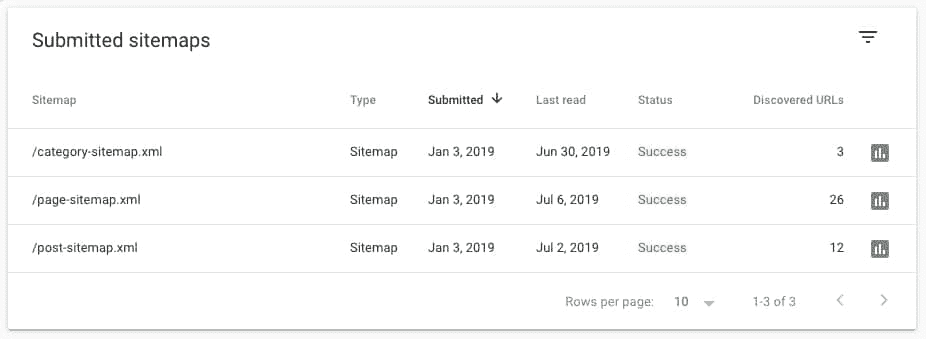 Submitted sitemaps
Sitemap Type Submitted Last read Status Discovered URLs
/category-sitemap.xml Sitemap Jan 3, 2019 Jun 30, 2019 Success 3
/page-sitemap.xml Sitemap Jan 3, 2019 Jul 6, 2019 Success 26
/post-sitemap.xml Sitemap Jan 3, 2019 Jul 2, 2019 Success 12
Rows per page: 10 1-3 of 3